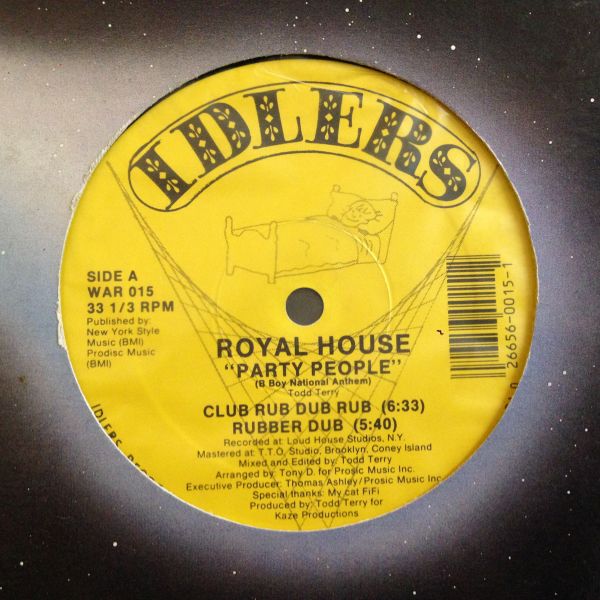 IDLERS
SIDE A
WAR 015
33 1/3 RPM
Published by:
New York Style
Music (BMI)
Prodisc Music
(BMI)
26656-0015-1
ROYAL HOUSE
"PARTY PEOPLE"
(B Boy National Anthem)
Todd Terry
CLUB RUB DUB RUB (6:33)
RUBBER DUB (5:40)
Recorded at: Loud House Studios, N.Y.
Mastered at: T.T.O. Studio, Brooklyn, Coney Island
Mixed and Edited by: Todd Terry
Arranged by: Tony D. for Prosic Music Inc.
Executive Producer: Thomas Ashley/Prosic Music Inc.
Special thanks: My cat FiFi
Produced by: Todd Terry for
Kaze Productions
IDLERS